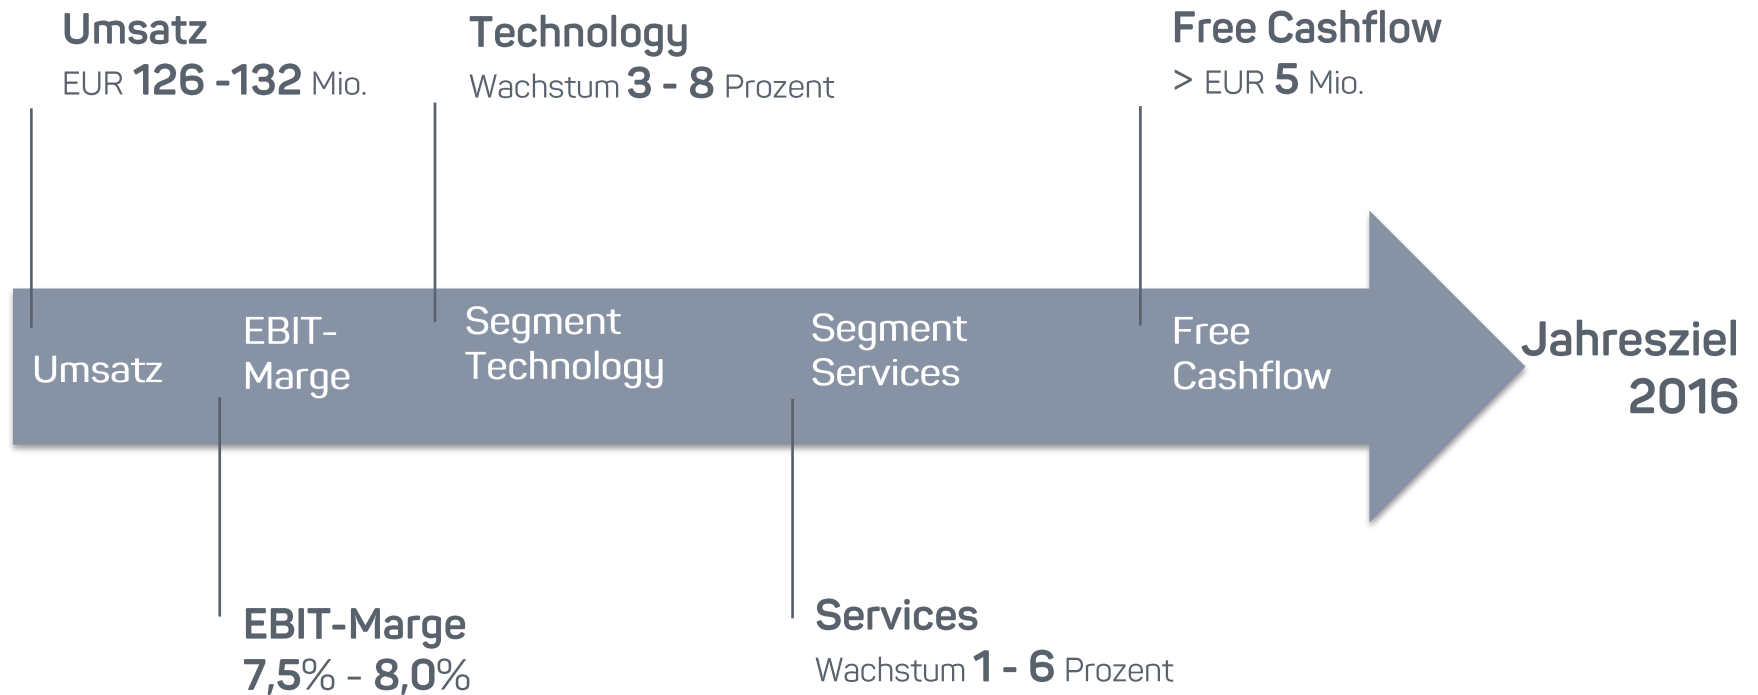 Umsatz
EUR 126 -132 Mio.
Technology
Wachstum 3 - 8 Prozent
Free Cashflow
> EUR 5 Mio.
Umsatz
EBIT-
Marge
Segment
Technology
Segment
Services
Free
Cashflow
Jahresziel
2016
EBIT-Marge
7,5% - 8,0%
Services
Wachstum 1 - 6 Prozent